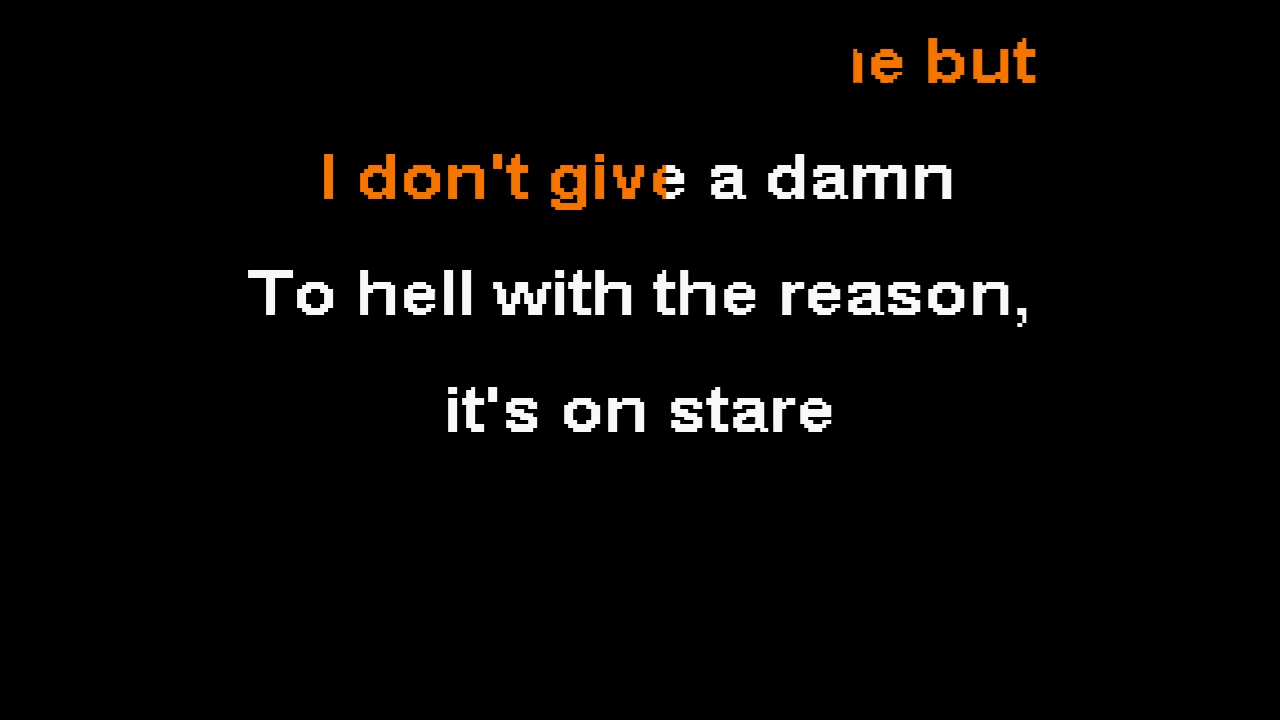 but
I don't give a damn
To hell with the reason,
it's on stare